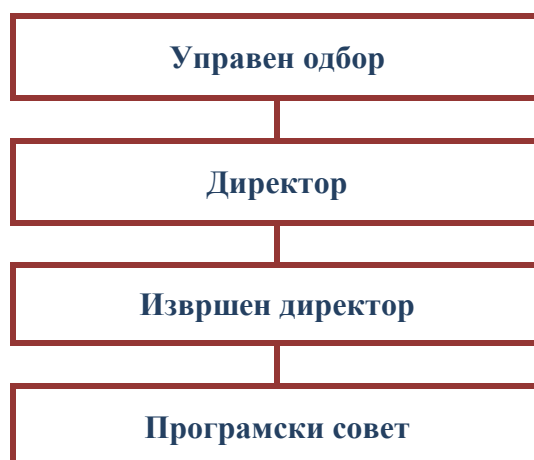 Управен одбор
Директор
Извршен директор
Програмски совет